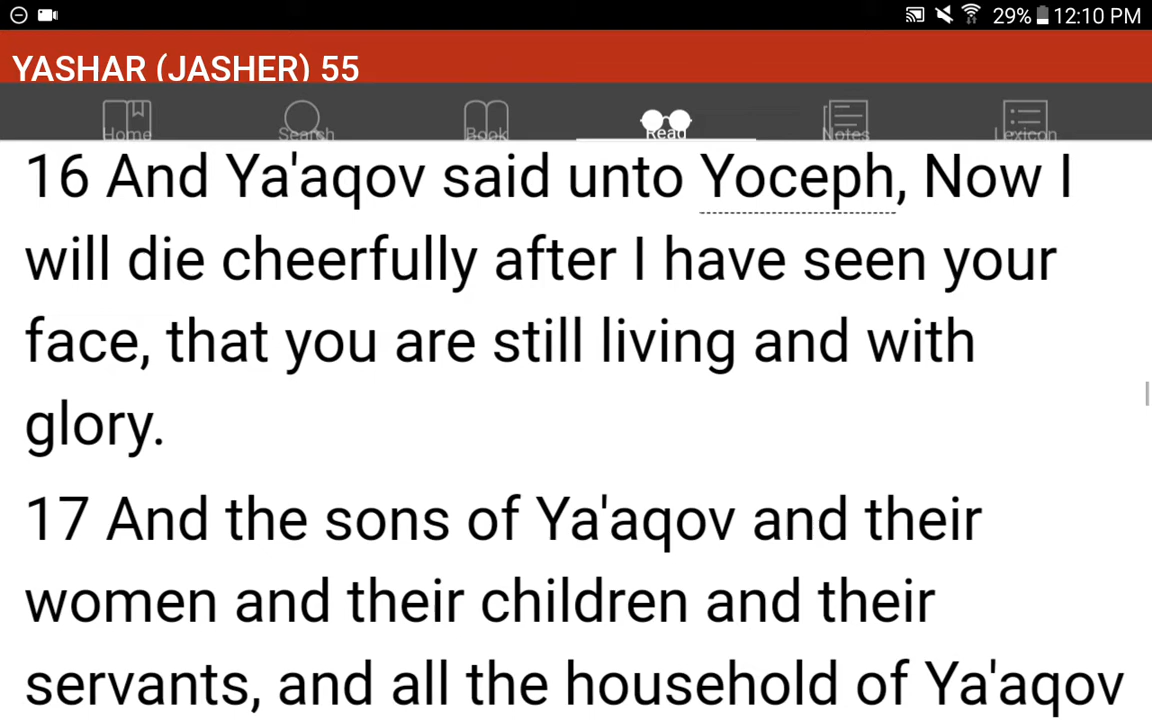 29% 12:10 PM
YASHAR (JASHER) 55
Home Search Book Read Notes Lexicon
16 And Ya'aqov said unto Yoceph, Now I
will die cheerfully after I have seen your
face, that you are still living and with
glory.
17 And the sons of Ya'aqov and their
women and their children and their
servants, and all the household of Ya'aqov